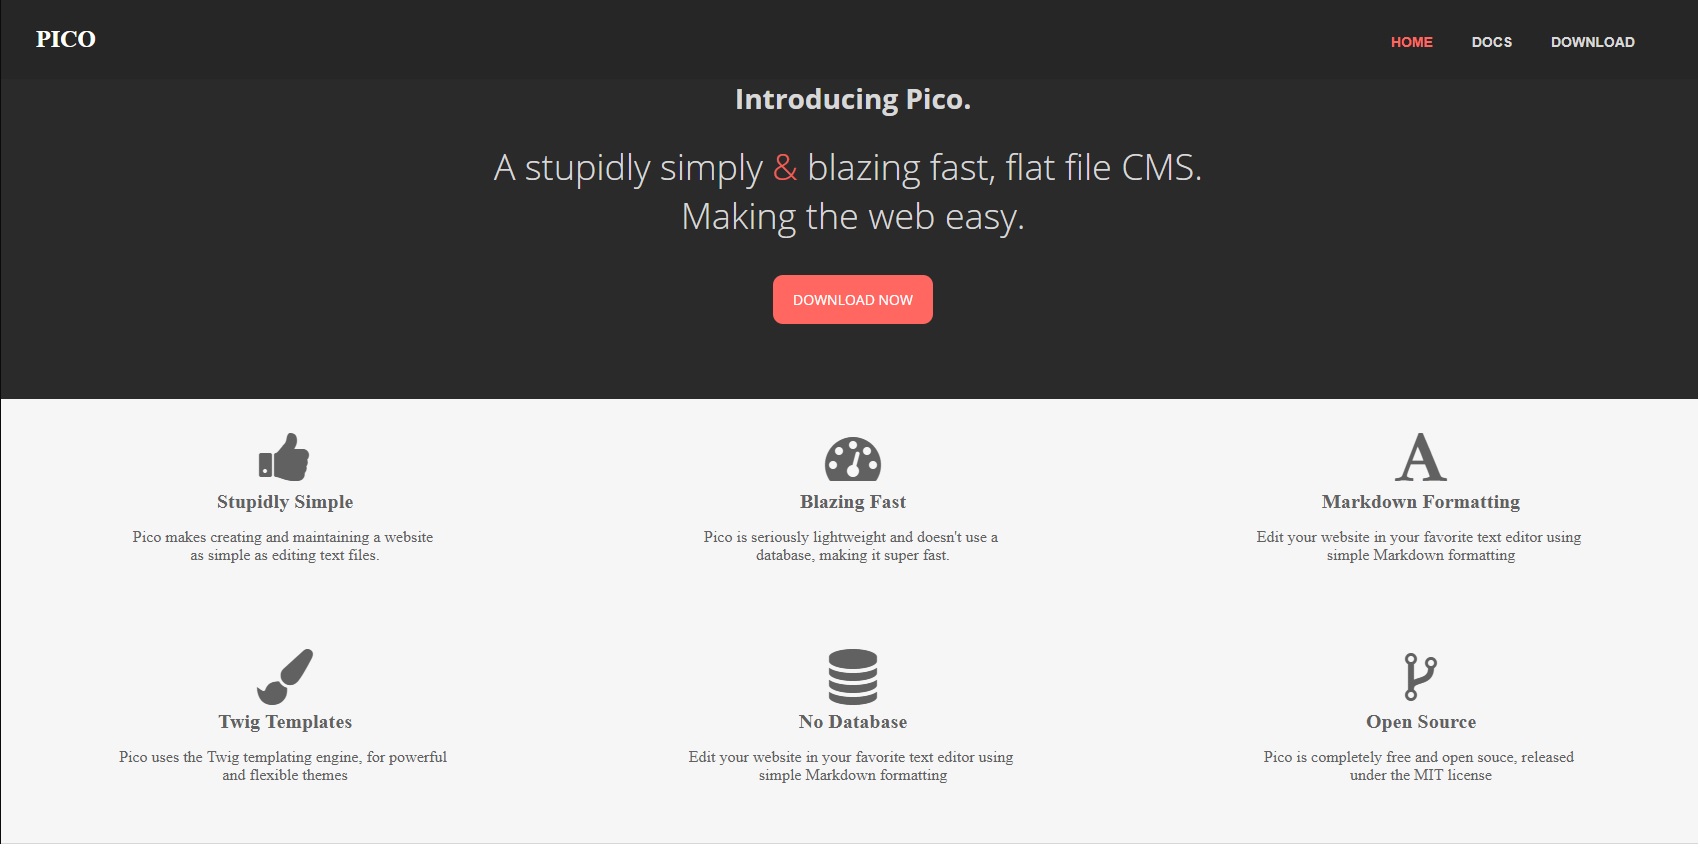 PICO
HOME DOCS DOWNLOAD
Introducing Pico.
A stupidly simply & blazing fast, flat file CMS.
Making the web easy.
DOWNLOAD NOW
Stupidly Simple
Pico makes creating and maintaining a website
as simple as editing text files.
Blazing Fast
Pico is seriously lightweight and doesn't use a
database, making it super fast.
A
Markdown Formatting
Edit your website in your favorite text editor using
simple Markdown formatting
Twig Templates
Pico uses the Twig templating engine, for powerful
and flexible themes
No Database
Edit your website in your favorite text editor using
simple Markdown formatting
Open Source
Pico is completely free and open souce, released
under the MIT license